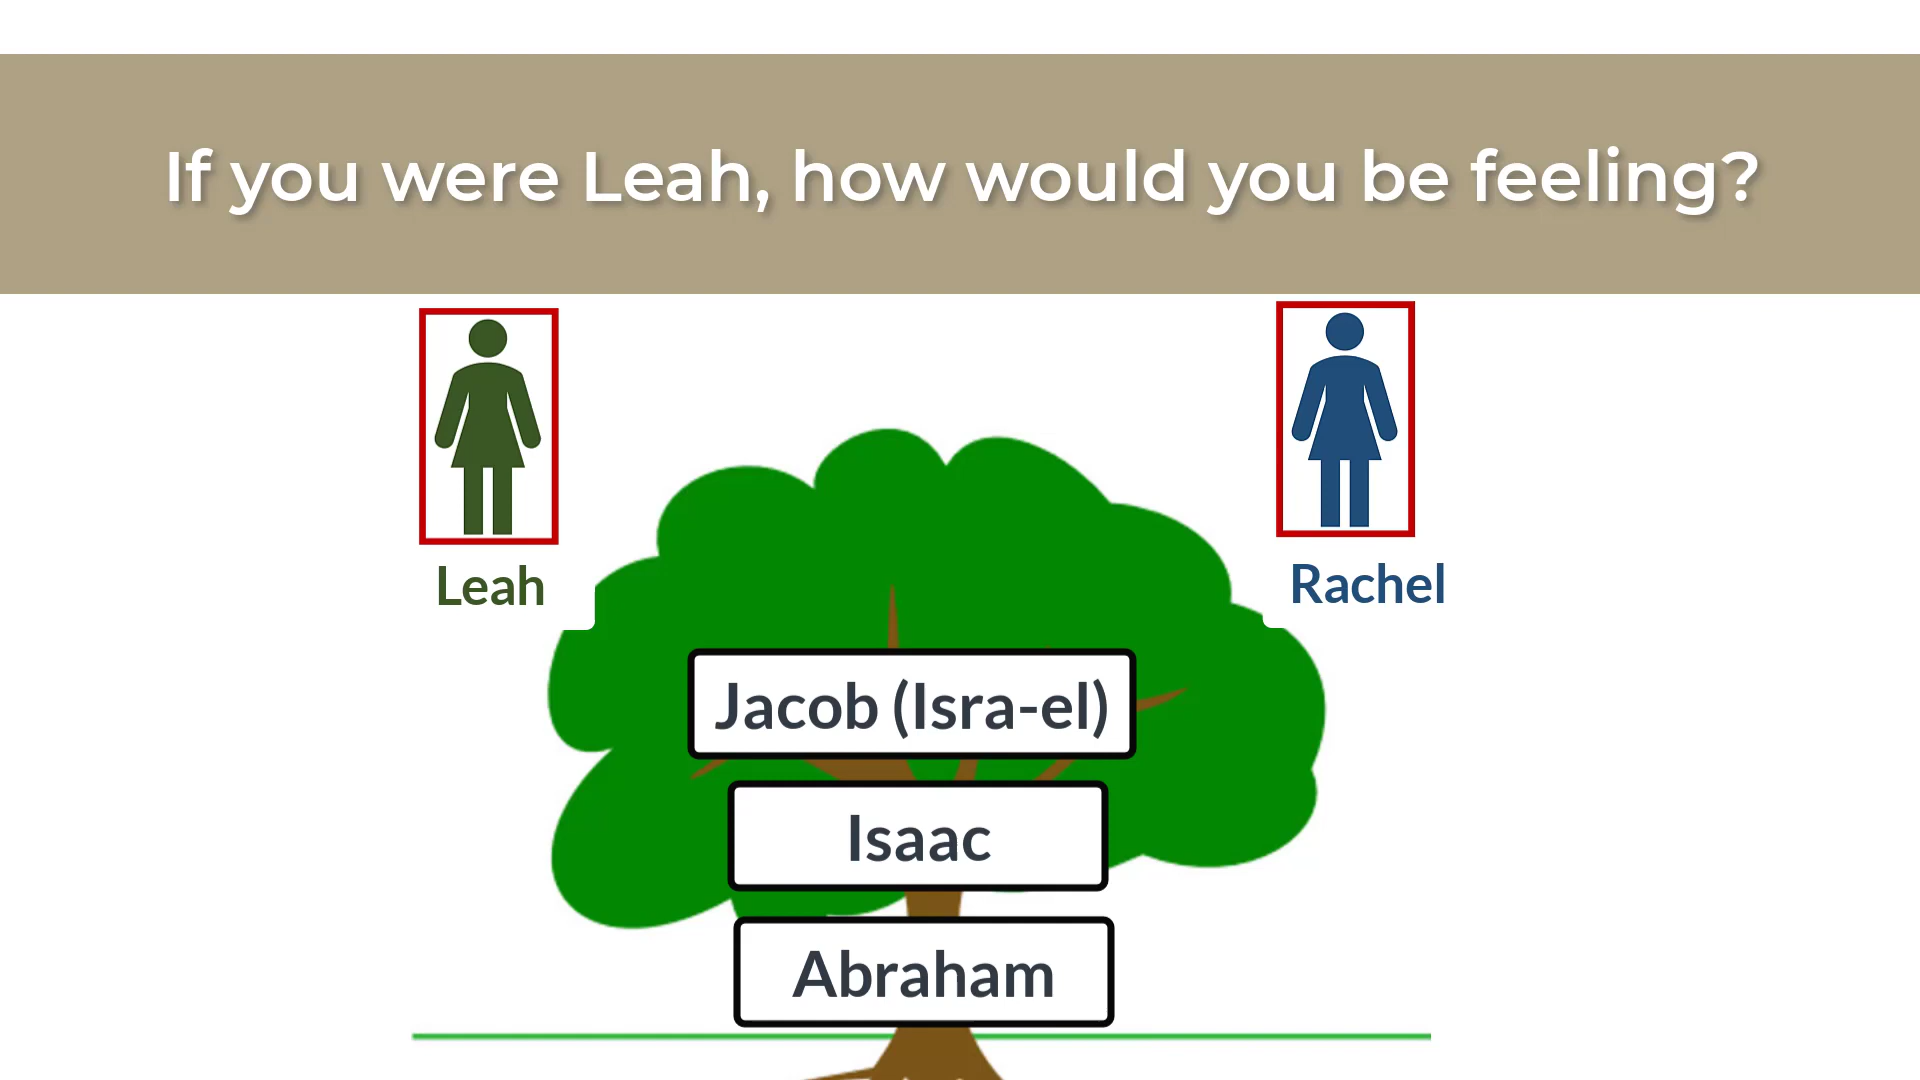 If you were Leah, how would you be feeling?
Leah
Rachel
Jacob (Isra-el)
Isaac
Abraham